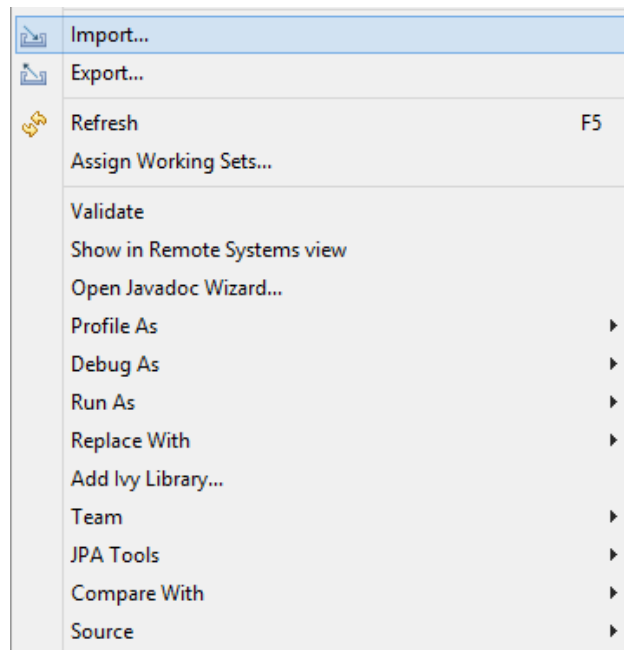 Import...
Export...
Refresh F5
Assign Working Sets...
Validate
Show in Remote Systems view
Open Javadoc Wizard...
Profile As
Debug As
Run As
Replace With
Add Ivy Library...
Team
JPA Tools
Compare With
Source